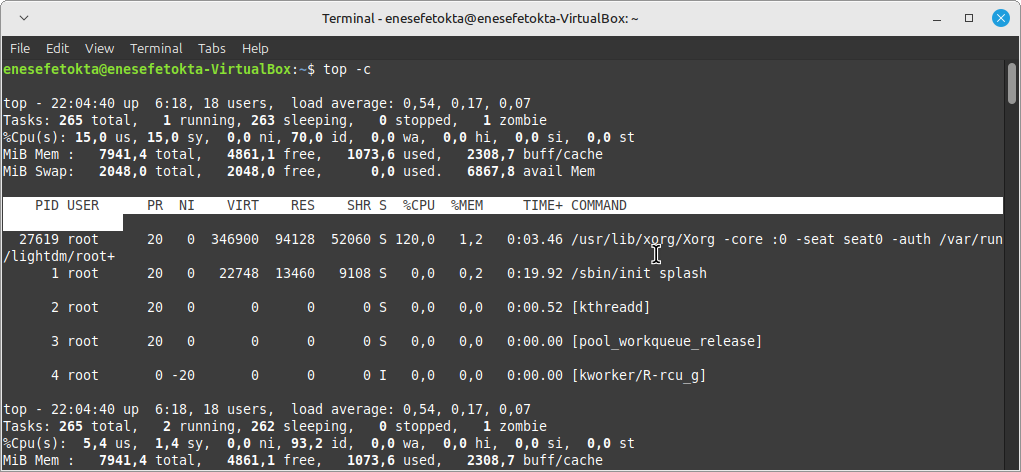 Terminal - enesefetokta@enesefetokta-VirtualBox: ~
File Edit View Terminal Tabs Help
enesefetokta@enesefetokta-VirtualBox:~$ top -c
top - 22:04:40 up  6:18, 18 users,  load average: 0,54, 0,17, 0,07
Tasks: 265 total,   1 running, 263 sleeping,   0 stopped,   1 zombie
%Cpu(s): 15,0 us, 15,0 sy,  0,0 ni, 70,0 id,  0,0 wa,  0,0 hi,  0,0 si,  0,0 st
MiB Mem :   7941,4 total,   4861,1 free,   1073,6 used,   2308,7 buff/cache
MiB Swap:   2048,0 total,   2048,0 free,      0,0 used.   6867,8 avail Mem
PID USER      PR  NI    VIRT    RES    SHR S  %CPU  %MEM     TIME+ COMMAND
27619 root      20   0  346900  94128  52060 S 120,0   1,2   0:03.46 /usr/lib/xorg/Xorg -core :0 -seat seat0 -auth /var/run
/lightdm/root+
1 root      20   0   22748  13460   9108 S   0,0   0,2   0:19.92 /sbin/init splash
2 root      20   0       0      0      0 S   0,0   0,0   0:00.52 [kthreadd]
3 root      20   0       0      0      0 S   0,0   0,0   0:00.00 [pool_workqueue_release]
4 root       0 -20       0      0      0 I   0,0   0,0   0:00.00 [kworker/R-rcu_g]
top - 22:04:40 up  6:18, 18 users,  load average: 0,54, 0,17, 0,07
Tasks: 265 total,   2 running, 262 sleeping,   0 stopped,   1 zombie
%Cpu(s):  5,4 us,  1,4 sy,  0,0 ni, 93,2 id,  0,0 wa,  0,0 hi,  0,0 si,  0,0 st
MiB Mem :   7941,4 total,   4861,1 free,   1073,6 used,   2308,7 buff/cache